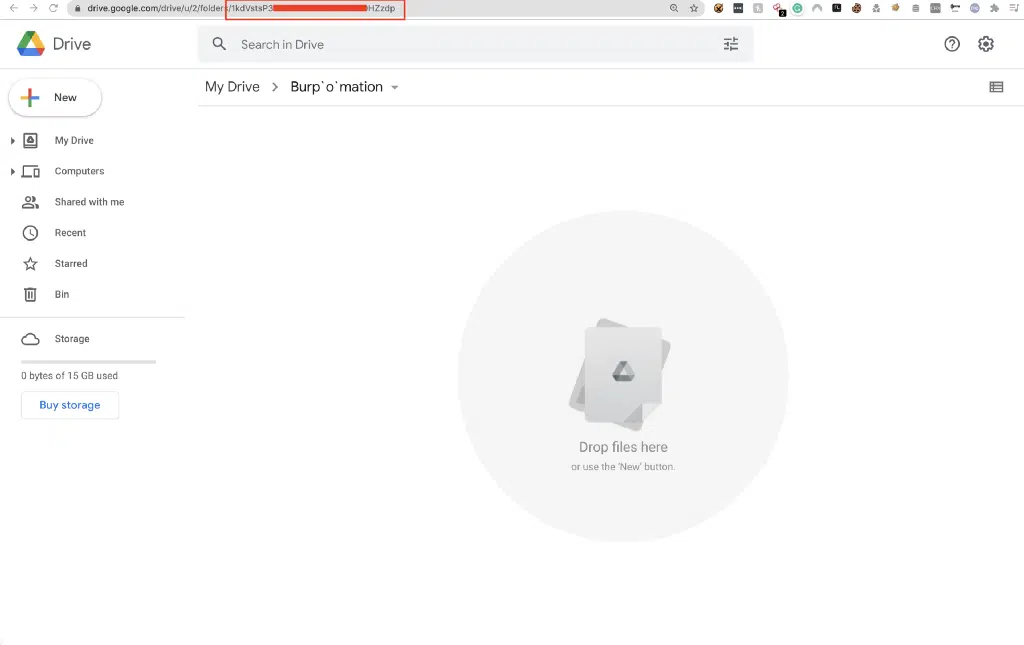 drive.google.com/drive/u/2/folders/1kdVstsP3
HZzdp
Drive
Search in Drive
My Drive
Burp`o`mation
New
My Drive
Computers
Shared with me
Recent
Starred
Bin
Storage
0 bytes of 15 GB used
Buy storage
Drop files here
or use the 'New' button.